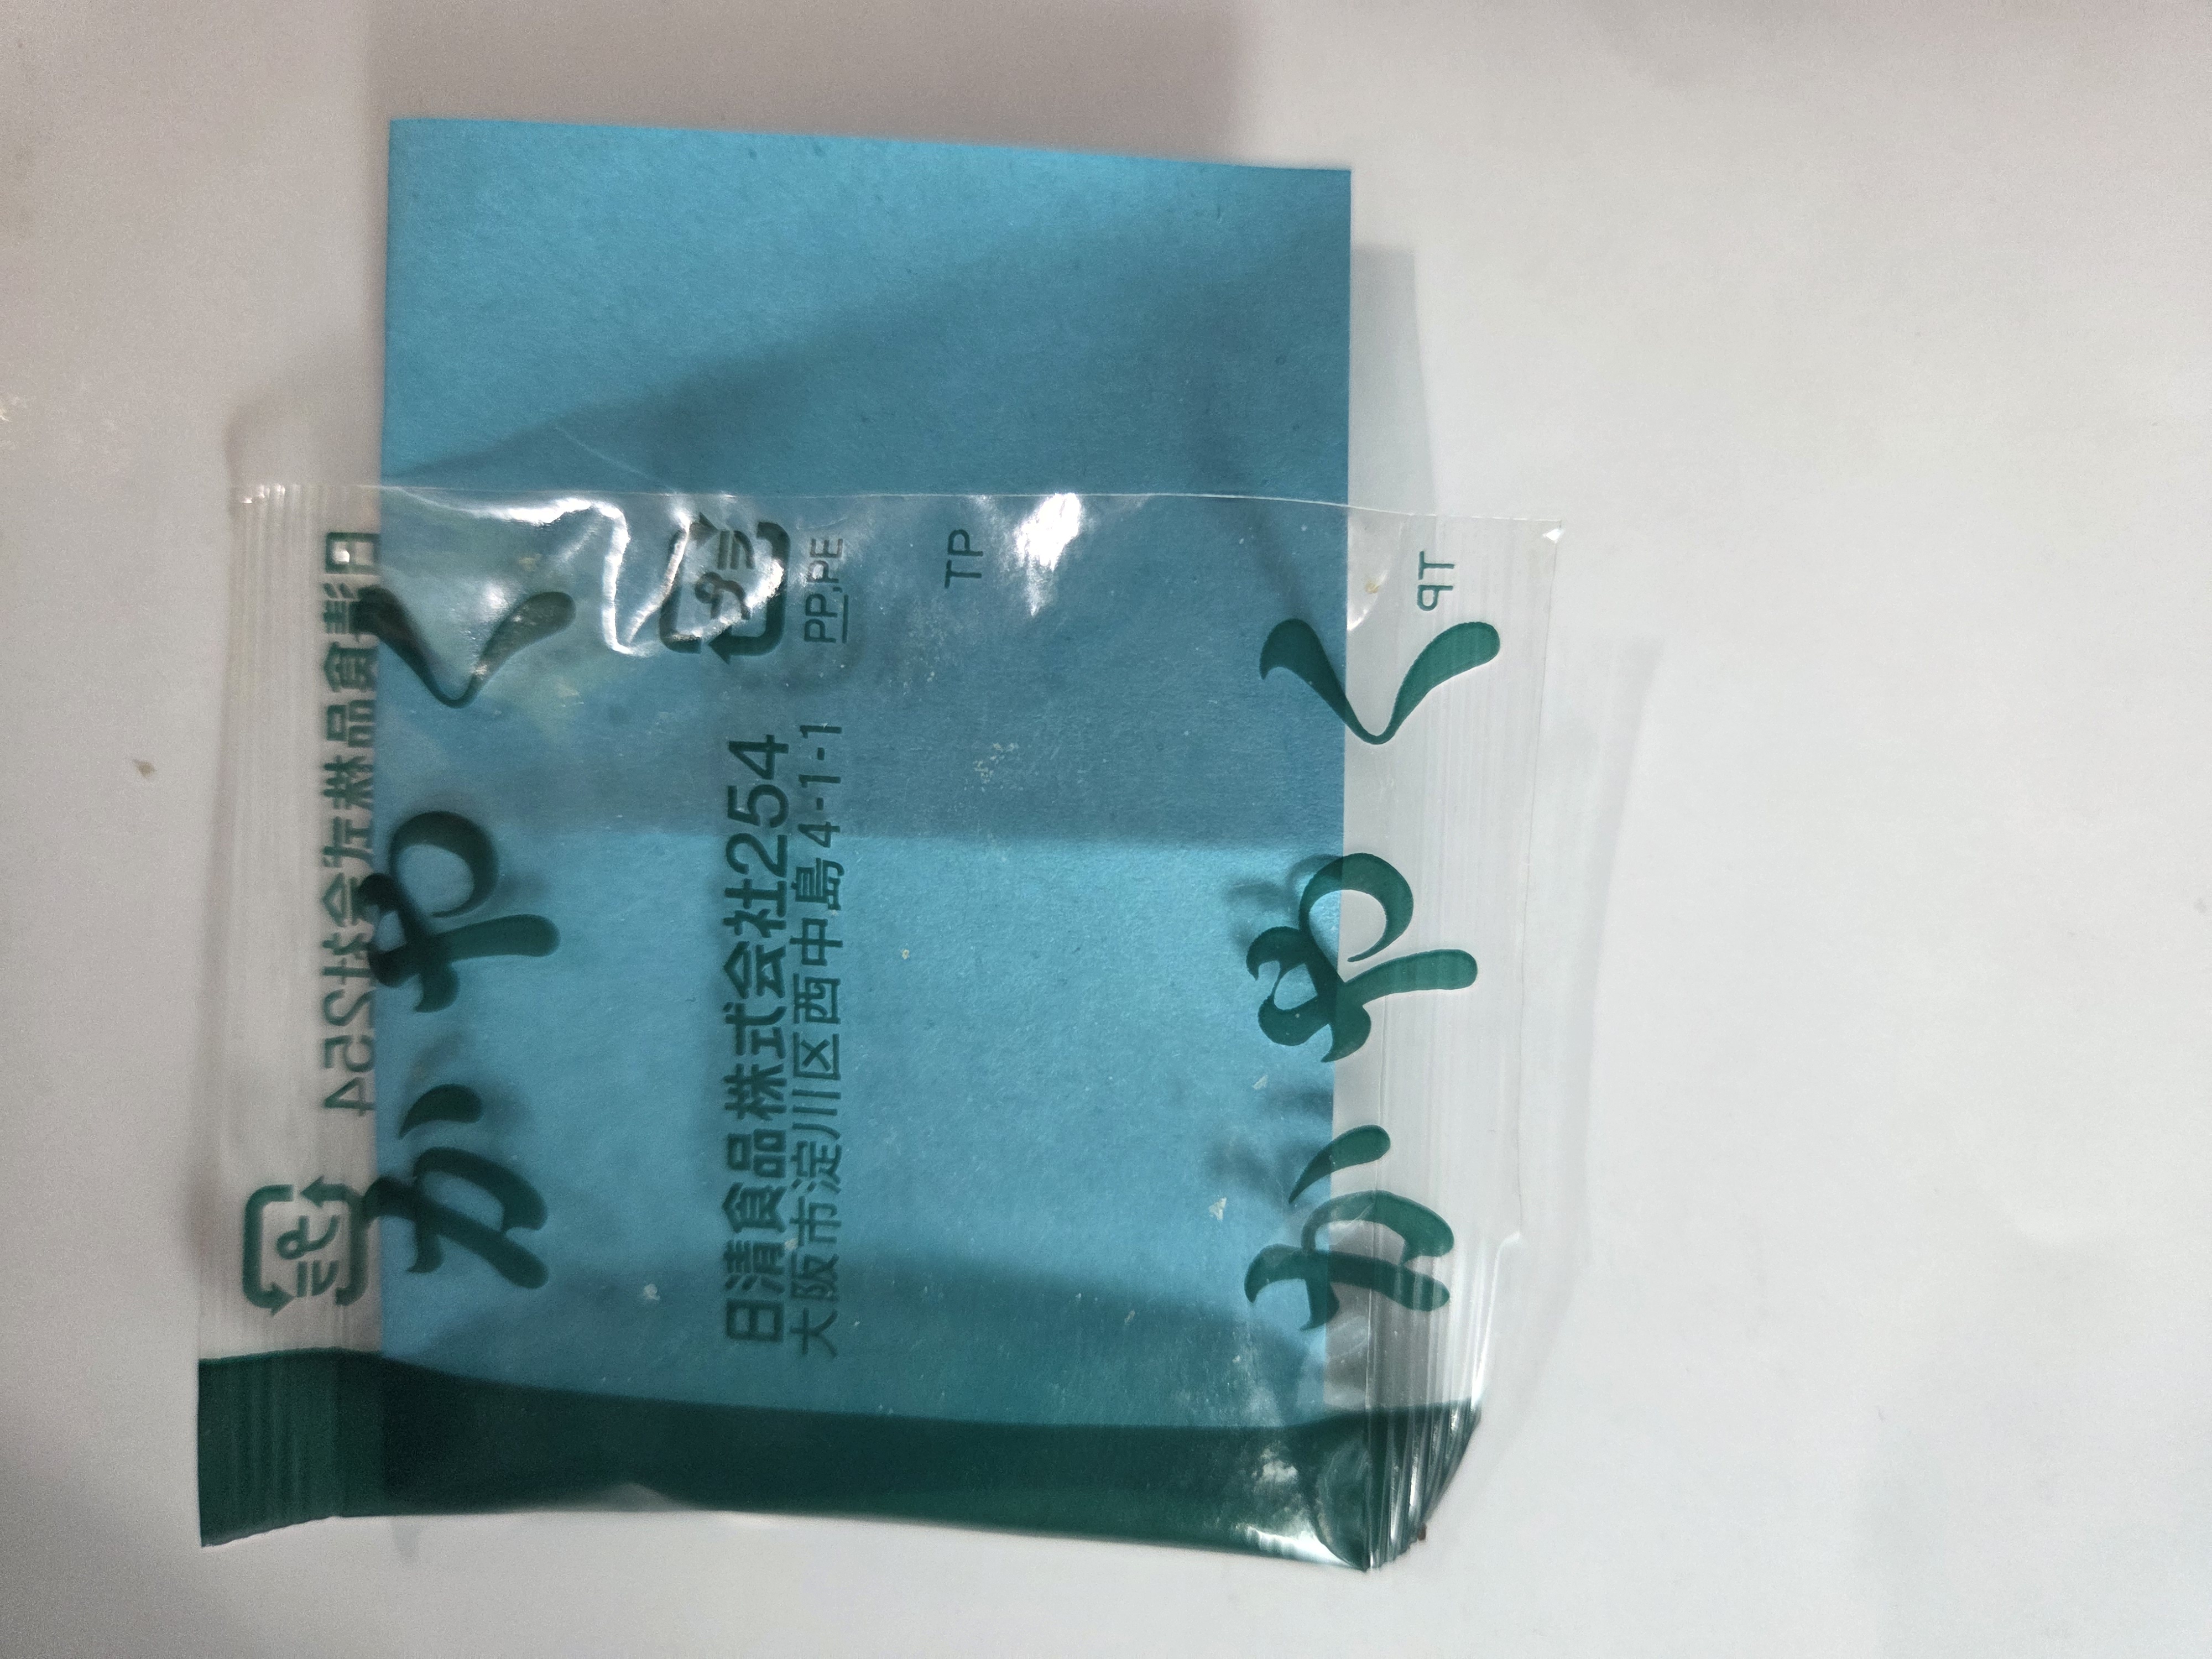 日清食品株式会社254
プラ
かやく
日清食品株式会社254
プラ
大阪市淀川区西中島4-1-1
PP,PE
TP
かやく
TP